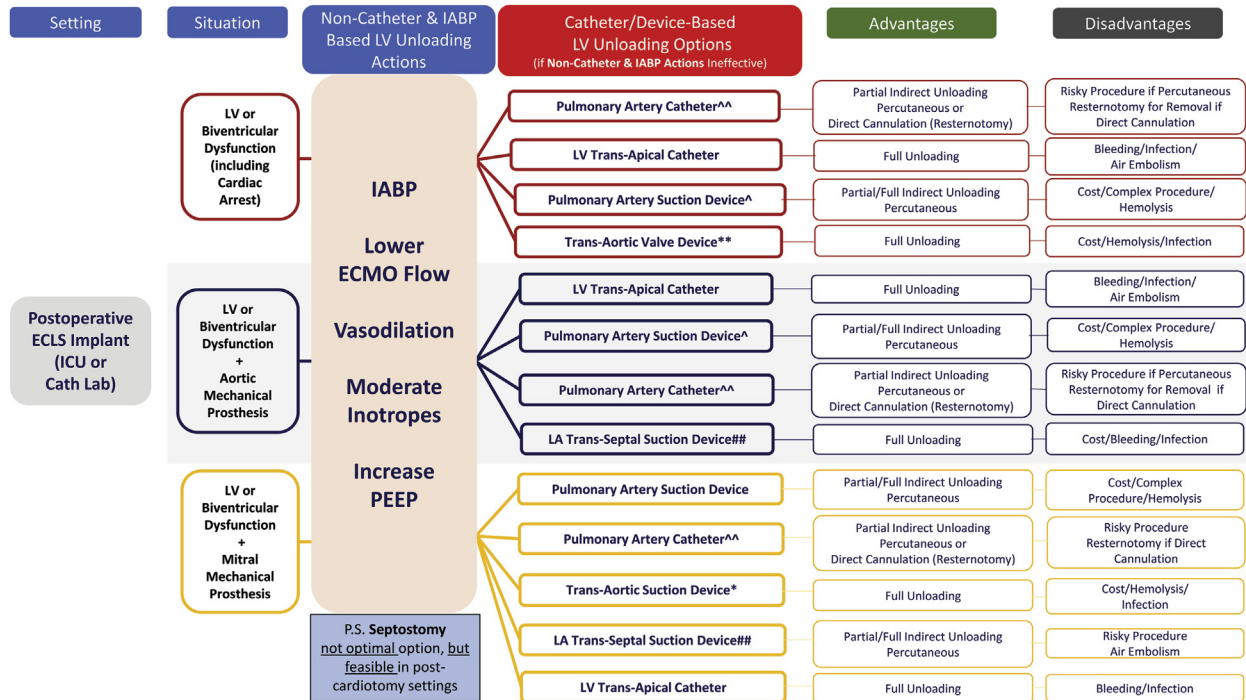 Setting
Situation
Non-Catheter & IABP
Based LV Unloading
Actions
Catheter/Device-Based
LV Unloading Options
(if Non-Catheter & IABP Actions Ineffective)
Advantages
Disadvantages
Postoperative
ECLS Implant
(ICU or
Cath Lab)
LV or
Biventricular
Dysfunction
(including
Cardiac
Arrest)
IABP
Lower
ECMO Flow
Vasodilation
Moderate
Inotropes
Increase
PEEP
P.S. Septostomy
not optimal option, but
feasible in post-
cardiotomy settings
Pulmonary Artery Catheter^^
Partial Indirect Unloading
Percutaneous or
Direct Cannulation (Resternotomy)
Risky Procedure if Percutaneous
Resternotomy for Removal if
Direct Cannulation
LV Trans-Apical Catheter
Full Unloading
Bleeding/Infection/
Air Embolism
Pulmonary Artery Suction Device^
Partial/Full Indirect Unloading
Percutaneous
Cost/Complex Procedure/
Hemolysis
Trans-Aortic Valve Device**
Full Unloading
Cost/Hemolysis/Infection
LV or
Biventricular
Dysfunction
+
Aortic
Mechanical
Prosthesis
LV Trans-Apical Catheter
Full Unloading
Bleeding/Infection/
Air Embolism
Pulmonary Artery Suction Device^
Partial/Full Indirect Unloading
Percutaneous
Cost/Complex Procedure/
Hemolysis
Pulmonary Artery Catheter^^
Partial Indirect Unloading
Percutaneous or
Direct Cannulation (Resternotomy)
Risky Procedure if Percutaneous
Resternotomy for Removal if
Direct Cannulation
LA Trans-Septal Suction Device##
Full Unloading
Cost/Bleeding/Infection
LV or
Biventricular
Dysfunction
+
Mitral
Mechanical
Prosthesis
Pulmonary Artery Suction Device
Partial/Full Indirect Unloading
Percutaneous
Cost/Complex
Procedure/Hemolysis
Pulmonary Artery Catheter^^
Partial Indirect Unloading
Percutaneous or
Direct Cannulation (Resternotomy)
Risky Procedure
Resternotomy if Direct
Cannulation
Trans-Aortic Suction Device*
Full Unloading
Cost/Hemolysis/
Infection
LA Trans-Septal Suction Device##
Partial/Full Indirect Unloading
Percutaneous
Risky Procedure
Air Embolism
LV Trans-Apical Catheter
Full Unloading
Bleeding/Infection